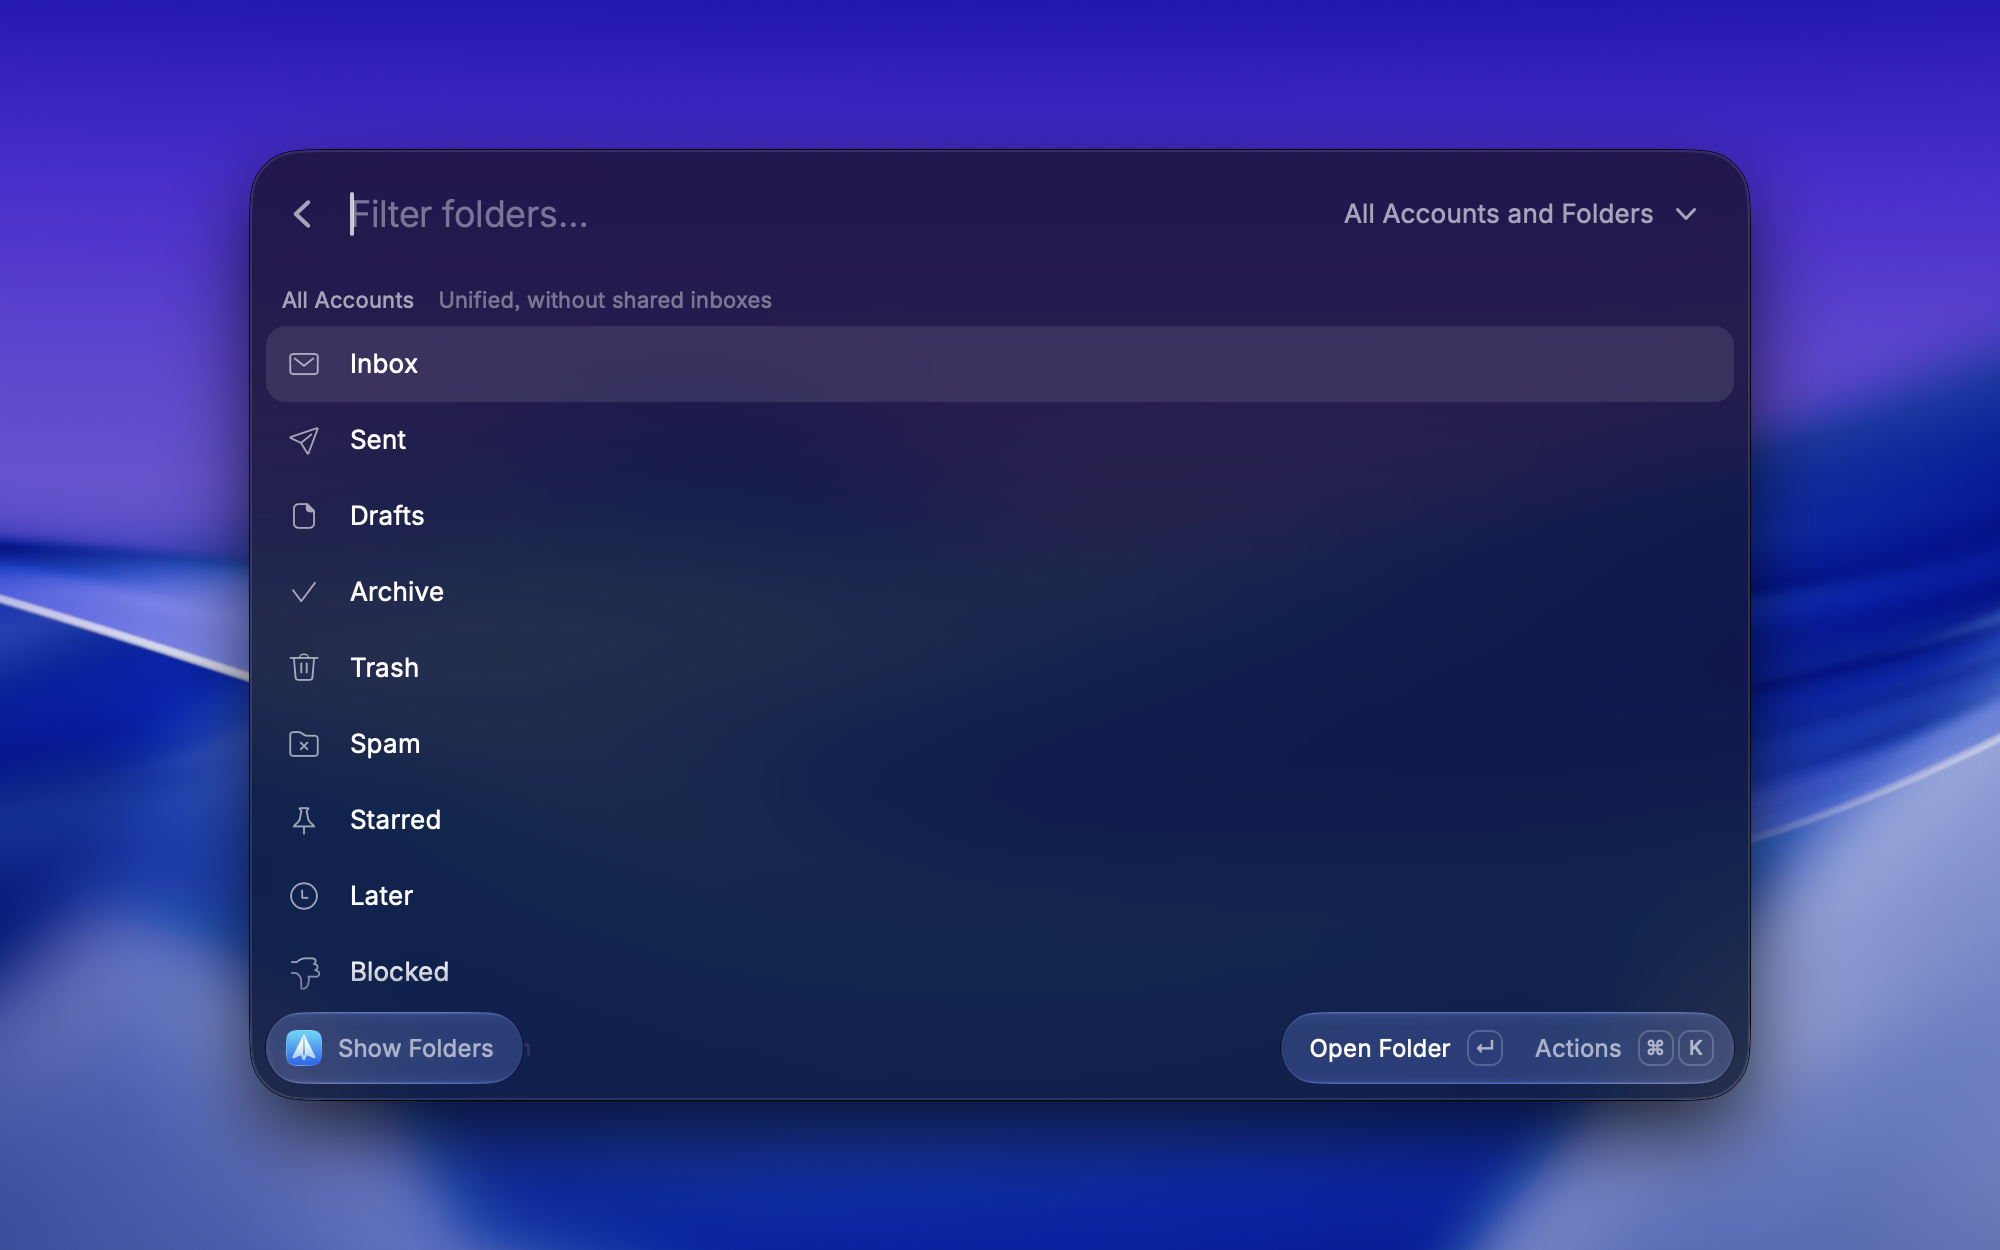 Filter folders...
All Accounts and Folders
All Accounts Unified, without shared inboxes
Inbox
Sent
Drafts
Archive
Trash
Spam
Starred
Later
Blocked
Show Folders
Open Folder ↵ Actions ⌘ K